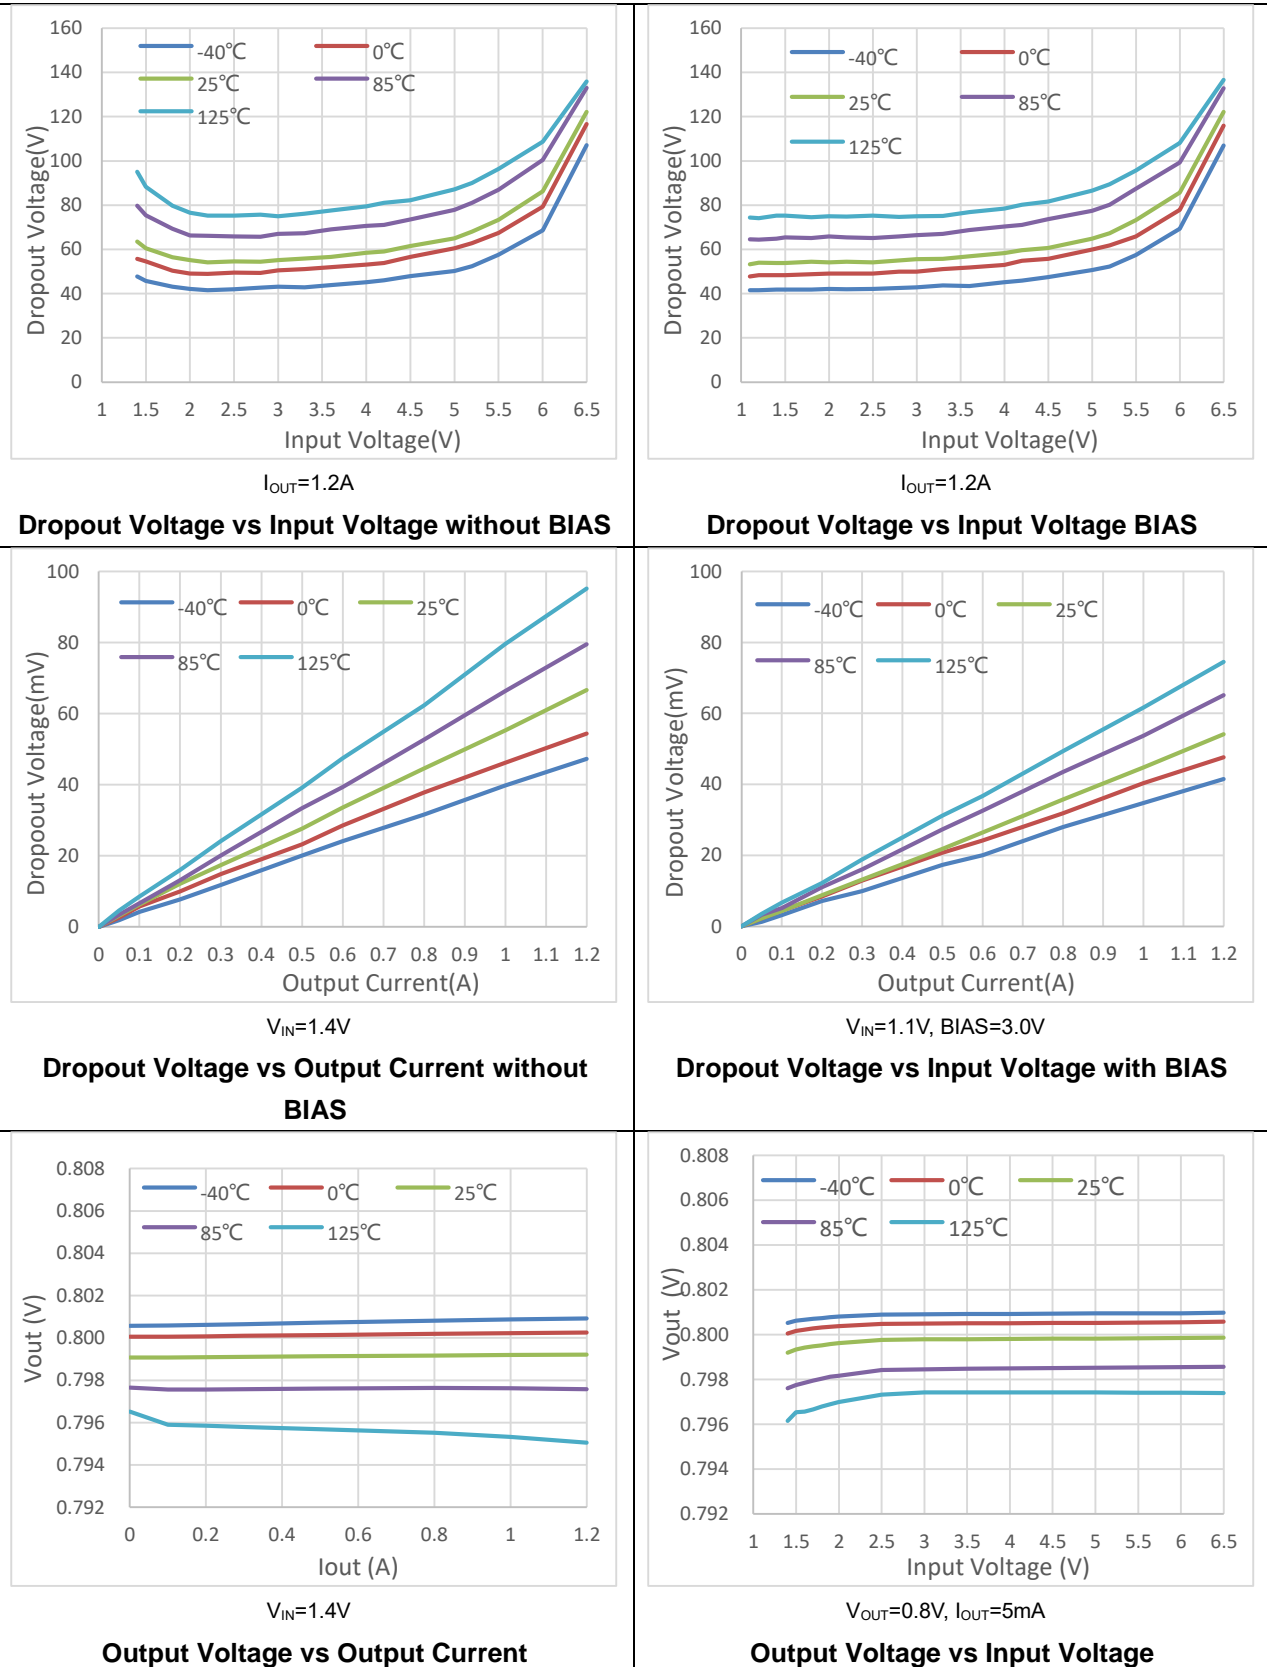 160
140
120
100
80
60
40
20
0
Dropout Voltage(V)
-40℃ 0℃
25℃ 85℃
125℃
1 1.5 2 2.5 3 3.5 4 4.5 5 5.5 6 6.5
Input Voltage(V)
IOUT=1.2A
Dropout Voltage vs Input Voltage without BIAS
160
140
120
100
80
60
40
20
0
Dropout Voltage(V)
-40℃ 0℃
25℃ 85℃
125℃
1 1.5 2 2.5 3 3.5 4 4.5 5 5.5 6 6.5
Input Voltage(V)
IOUT=1.2A
Dropout Voltage vs Input Voltage BIAS
100
80
60
40
20
0
Dropoout Voltage(mV)
-40℃ 0℃ 25℃
85℃ 125℃
0 0.1 0.2 0.3 0.4 0.5 0.6 0.7 0.8 0.9 1 1.1 1.2
Output Current(A)
VIN=1.4V
Dropout Voltage vs Output Current without
BIAS
100
80
60
40
20
0
Dropout Voltage(mV)
-40℃ 0℃ 25℃
85℃ 125℃
0 0.1 0.2 0.3 0.4 0.5 0.6 0.7 0.8 0.9 1 1.1 1.2
Output Current(A)
VIN=1.1V, BIAS=3.0V
Dropout Voltage vs Input Voltage with BIAS
0.808
0.806
0.804
0.802
0.800
0.798
0.796
0.794
0.792
Vout (V)
-40℃ 0℃ 25℃
85℃ 125℃
0 0.2 0.4 0.6 0.8 1 1.2
Iout (A)
VIN=1.4V
Output Voltage vs Output Current
0.808
0.806
0.804
0.802
0.800
0.798
0.796
0.794
0.792
Vout (V)
-40℃ 0℃ 25℃
85℃ 125℃
1 1.5 2 2.5 3 3.5 4 4.5 5 5.5 6 6.5
Input Voltage (V)
VOUT=0.8V, IOUT=5mA
Output Voltage vs Input Voltage